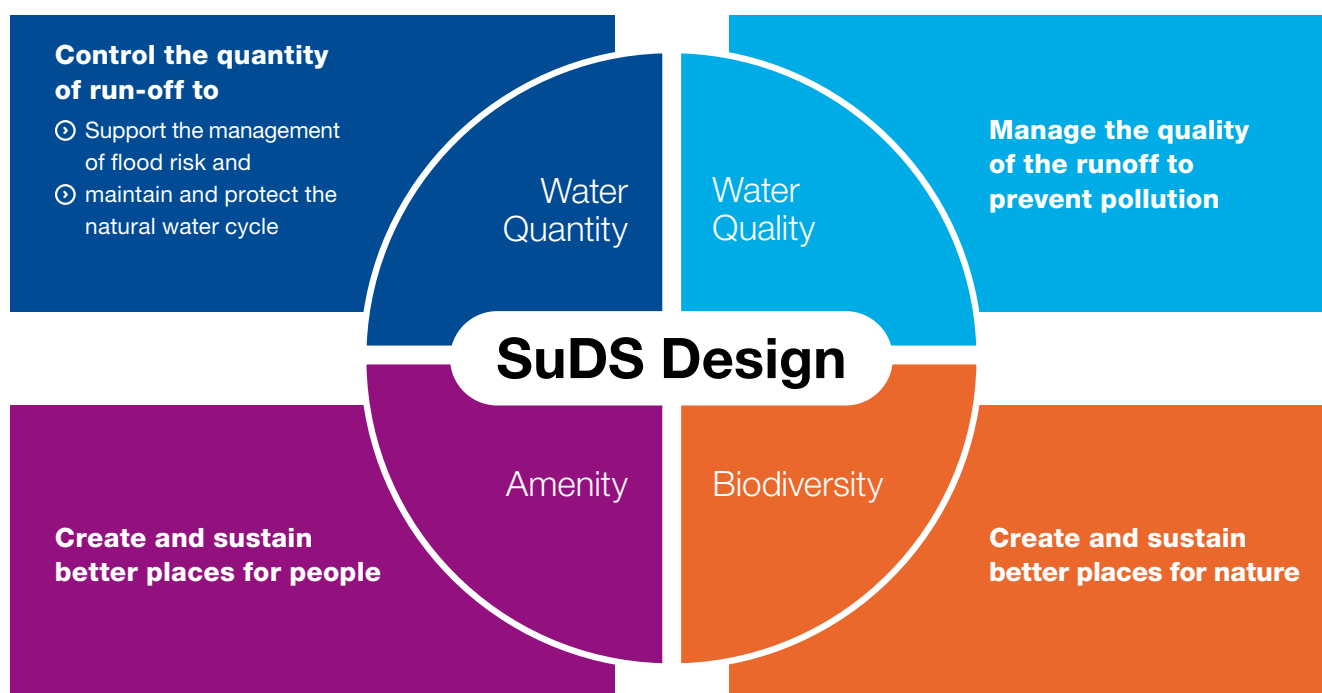 Control the quantity
of run-off to
Support the management
of flood risk and
maintain and protect the
natural water cycle
Water
Quantity
Water
Quality
Manage the quality
of the runoff to
prevent pollution
SuDS Design
Create and sustain
better places for people
Amenity
Biodiversity
Create and sustain
better places for nature